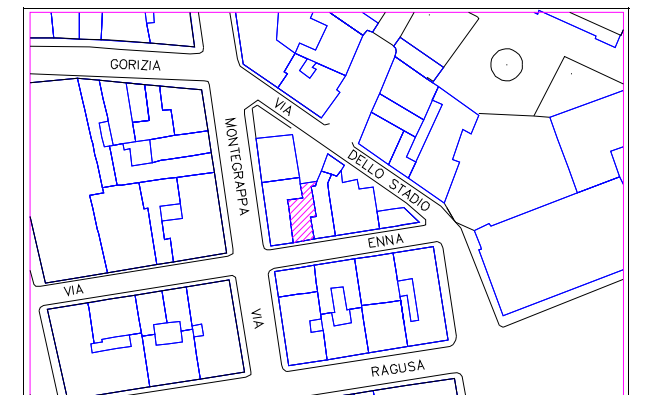 GORIZIA
VIA
MONTEGRAPPA
DELLO STADIO
ENNA
VIA
VIA
RAGUSA